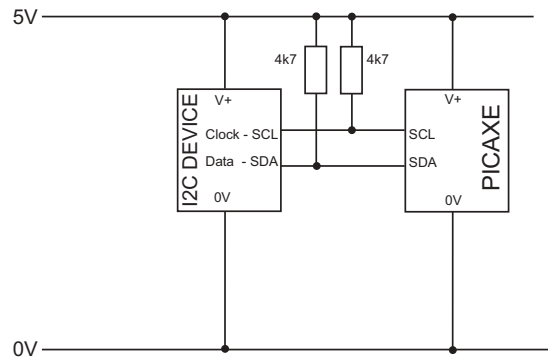 5V
4k7
4k7
I2C DEVICE
V+
Clock - SCL
Data - SDA
0V
V+
SCL
SDA
0V
PICAXE
0V